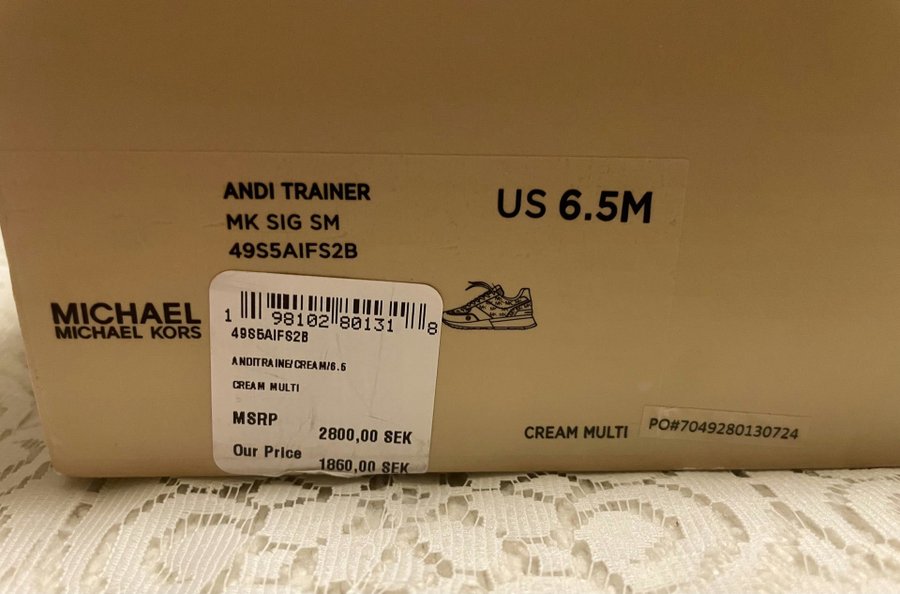 ANDI TRAINER
MK SIG SM
49S5AIFS2B
US 6.5M
MICHAEL
MICHAEL KORS
1 98102 80131 8
49S5AIFS2B
ANDITRAINE/CREAM/6.5
CREAM MULTI
MSRP
2800,00 SEK
Our Price
1860,00 SEK
CREAM MULTI
PO#7049280130724